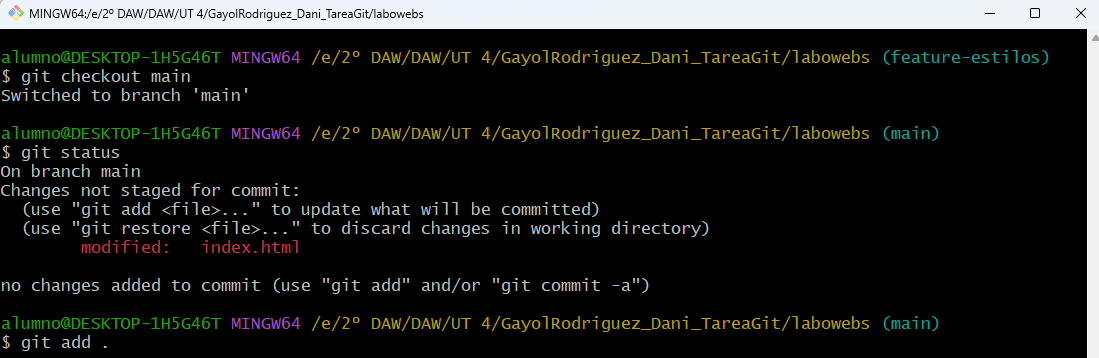 MINGW64:/e/2º DAW/DAW/UT 4/GayolRodriguez_Dani_TareaGit/labowebs
alumno@DESKTOP-1H5G46T MINGW64 /e/2º DAW/DAW/UT 4/GayolRodriguez_Dani_TareaGit/labowebs (feature-estilos)
$ git checkout main
Switched to branch 'main'
alumno@DESKTOP-1H5G46T MINGW64 /e/2º DAW/DAW/UT 4/GayolRodriguez_Dani_TareaGit/labowebs (main)
$ git status
On branch main
Changes not staged for commit:
  (use "git add <file>..." to update what will be committed)
  (use "git restore <file>..." to discard changes in working directory)
        modified:   index.html
no changes added to commit (use "git add" and/or "git commit -a")
alumno@DESKTOP-1H5G46T MINGW64 /e/2º DAW/DAW/UT 4/GayolRodriguez_Dani_TareaGit/labowebs (main)
$ git add .